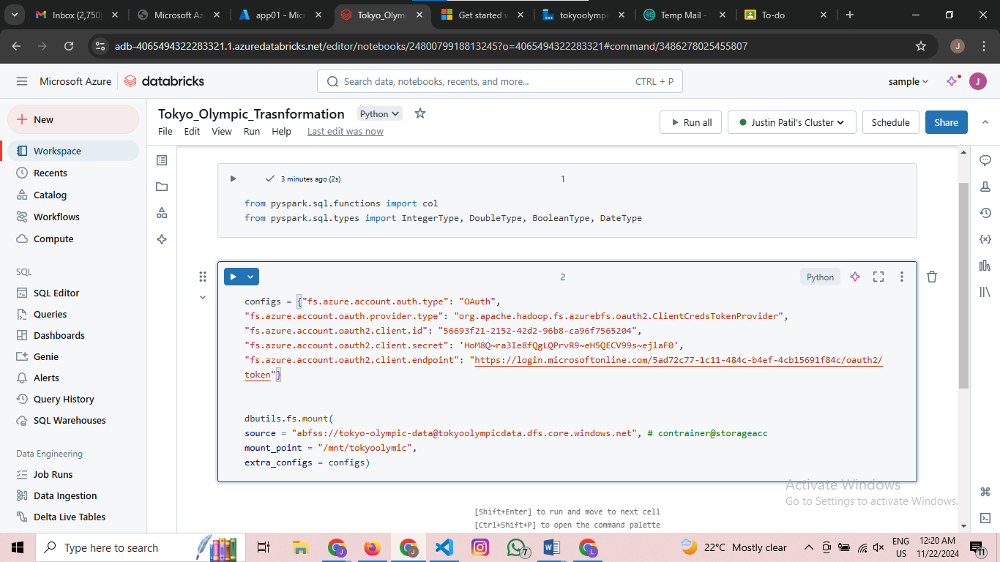 Inbox (2,750)
Microsoft Az
app01 - Micr
Tokyo_Olymp
Get started w
tokyoolympi
Temp Mail -
To-do
adb-4065494322283321.1.azuredatabricks.net/editor/notebooks/2480079918813245?o=4065494322283321#command/3486278025455807
J
Microsoft Azure
databricks
Search data, notebooks, recents, and more...
CTRL + P
sample
J
New
Workspace
Recents
Catalog
Workflows
Compute
SQL
SQL Editor
Queries
Dashboards
Genie
Alerts
Query History
SQL Warehouses
Data Engineering
Job Runs
Data Ingestion
Delta Live Tables
Tokyo_Olympic_Trasnformation
Python
File Edit View Run Help Last edit was now
Run all
Justin Patil's Cluster
Schedule
Share
3 minutes ago (2s)
1
from pyspark.sql.functions import col
from pyspark.sql.types import IntegerType, DoubleType, BooleanType, DateType
2
Python
configs = {"fs.azure.account.auth.type": "OAuth",
"fs.azure.account.oauth.provider.type": "org.apache.hadoop.fs.azurebfs.oauth2.ClientCredsTokenProvider",
"fs.azure.account.oauth2.client.id": "56693f21-2152-42d2-96b8-ca96f7565204",
"fs.azure.account.oauth2.client.secret": 'HoM8Q~ra3Ie8fQgLQPrvR9~eH5QECV99s~ejlaF0',
"fs.azure.account.oauth2.client.endpoint": "https://login.microsoftonline.com/5ad72c77-1c11-484c-b4ef-4cb15691f84c/oauth2/
token"}
dbutils.fs.mount(
source = "abfss://tokyo-olympic-data@tokyoolympicdata.dfs.core.windows.net", # contrainer@storageacc
mount_point = "/mnt/tokyoolymic",
extra_configs = configs)
[Shift+Enter] to run and move to next cell
[Ctrl+Shift+P] to open the command palette
Activate Windows
Go to Settings to activate Windows.
Type here to search
J
J
7
L
22°C Mostly clear
ENG
US
12:20 AM
11/22/2024
11